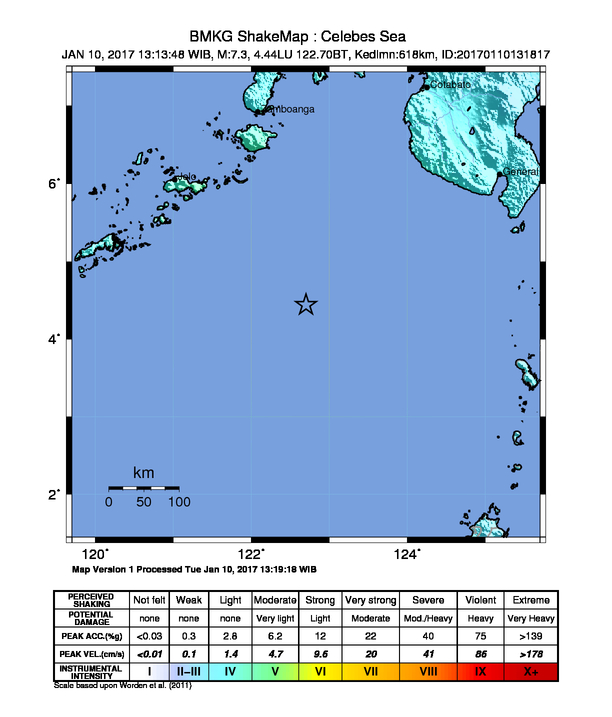 BMKG ShakeMap : Celebes Sea
JAN 10, 2017 13:13:48 WIB, M:7.3, 4.44LU 122.70BT, Kedlmn:618km, ID:20170110131817
Cotabato
amboanga
General
Jolo
6°
4°
km
0 50 100
2°
120° 122° 124°
Map Version 1 Processed Tue Jan 10, 2017 13:19:18 WIB
PERCEIVED SHAKING Not felt Weak Light Moderate Strong Very strong Severe Violent Extreme
POTENTIAL DAMAGE none none none Very light Light Moderate Mod./Heavy Heavy Very Heavy
PEAK ACC.(%g) <0.03 0.3 2.8 6.2 12 22 40 75 >139
PEAK VEL.(cm/s) <0.01 0.1 1.4 4.7 9.6 20 41 86 >178
INSTRUMENTAL INTENSITY I II-III IV V VI VII VIII IX X+
Scale based upon Worden et al. (2011)